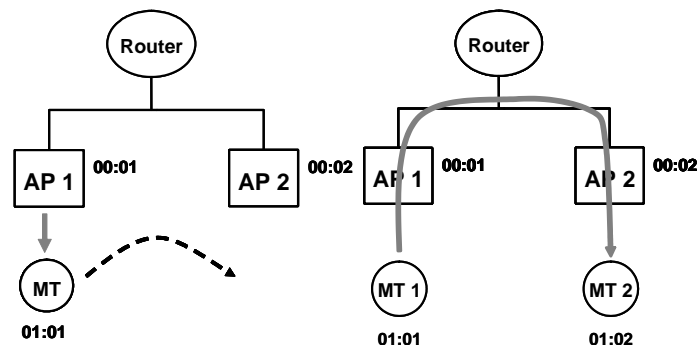 Router
Router
AP 1
00:01
AP 2
00:02
AP 1
00:01
AP 2
00:02
MT
MT 1
MT 2
01:01
01:01
01:02